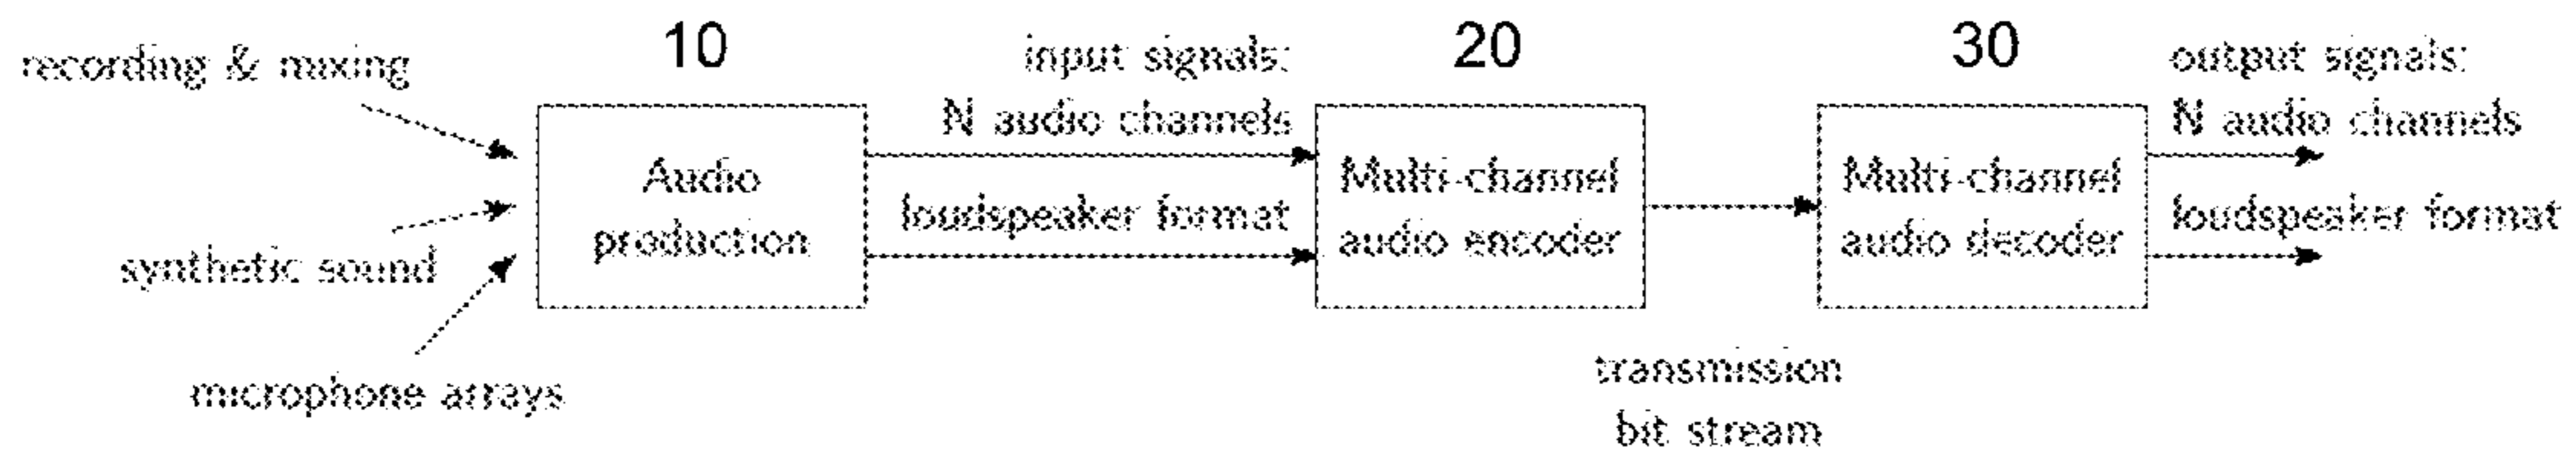 recording & mixing
synthetic sound
microphone arrays
10
Audio
production
input signals:
N audio channels
loudspeaker format
20
Multi-channel
audio encoder
transmission
bit stream
30
Multi-channel
audio decoder
output signals:
N audio channels
loudspeaker format